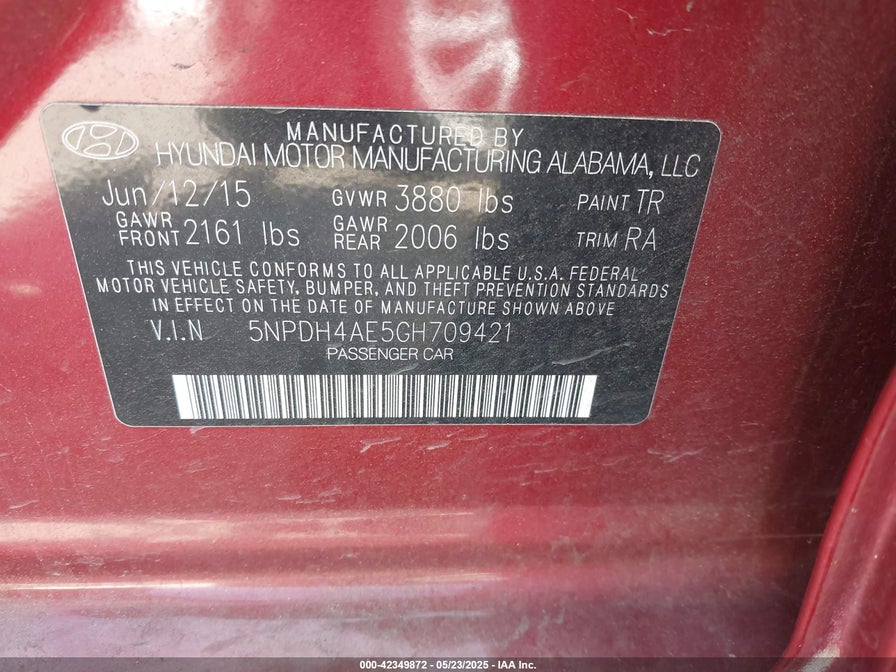 MANUFACTURED BY
HYUNDAI MOTOR MANUFACTURING ALABAMA, LLC
Jun/12/15 GVWR 3880 lbs PAINT TR
GAWR FRONT 2161 lbs GAWR REAR 2006 lbs TRIM RA
THIS VEHICLE CONFORMS TO ALL APPLICABLE U.S.A. FEDERAL
MOTOR VEHICLE SAFETY, BUMPER, AND THEFT PREVENTION STANDARDS
IN EFFECT ON THE DATE OF MANUFACTURE SHOWN ABOVE
V.I.N 5NPDH4AE5GH709421
PASSENGER CAR
000-42349872 - 05/23/2025 - IAA Inc.